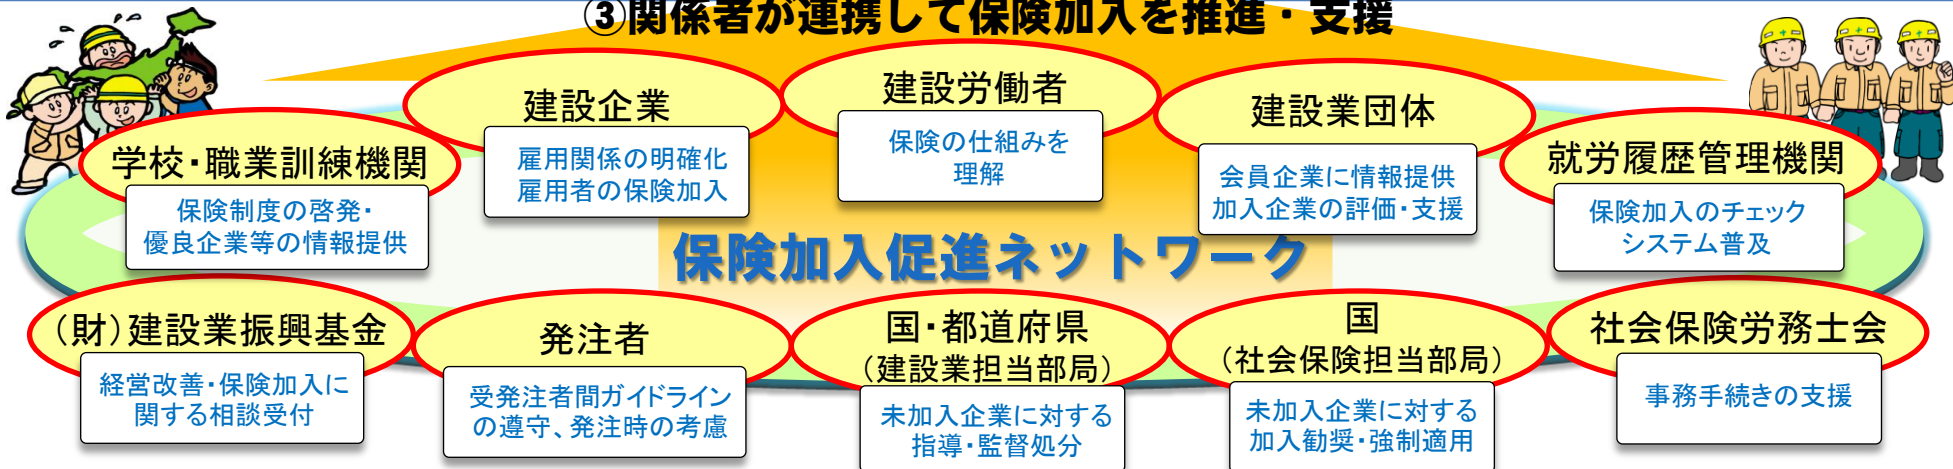 ③関係者が連携して保険加入を推進・支援
学校・職業訓練機関
保険制度の啓発・
優良企業等の情報提供
建設企業
雇用関係の明確化
雇用者の保険加入
建設労働者
保険の仕組みを
理解
建設業団体
会員企業に情報提供
加入企業の評価・支援
就労履歴管理機関
保険加入のチェック
システム普及
保険加入促進ネットワーク
(財)建設業振興基金
経営改善・保険加入に
関する相談受付
発注者
受発注者間ガイドライン
の遵守、発注時の考慮
国・都道府県
(建設業担当部局)
未加入企業に対する
指導・監督処分
国
(社会保険担当部局)
未加入企業に対する
加入勧奨・強制適用
社会保険労務士会
事務手続きの支援